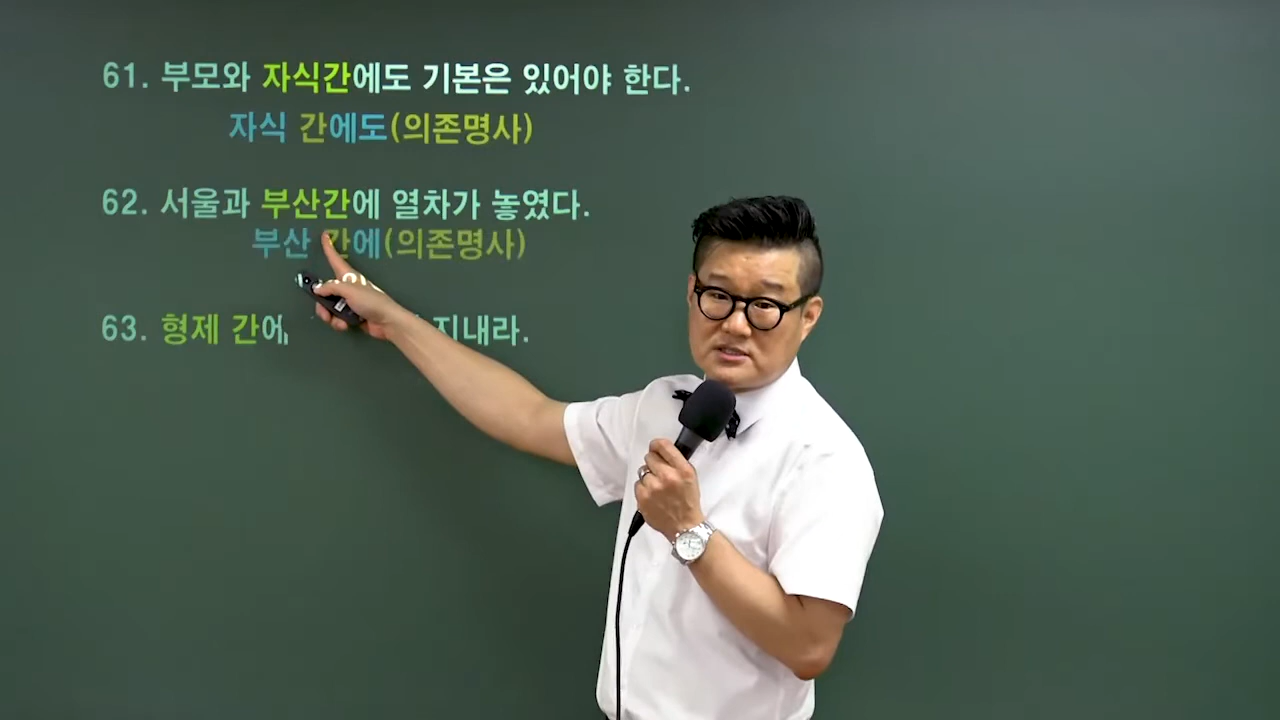 61. 부모와 자식간에도 기본은 있어야 한다.
자식 간에도(의존명사)
62. 서울과 부산간에 열차가 놓였다.
부산 간에(의존명사)
63. 형제 간에 지내라.